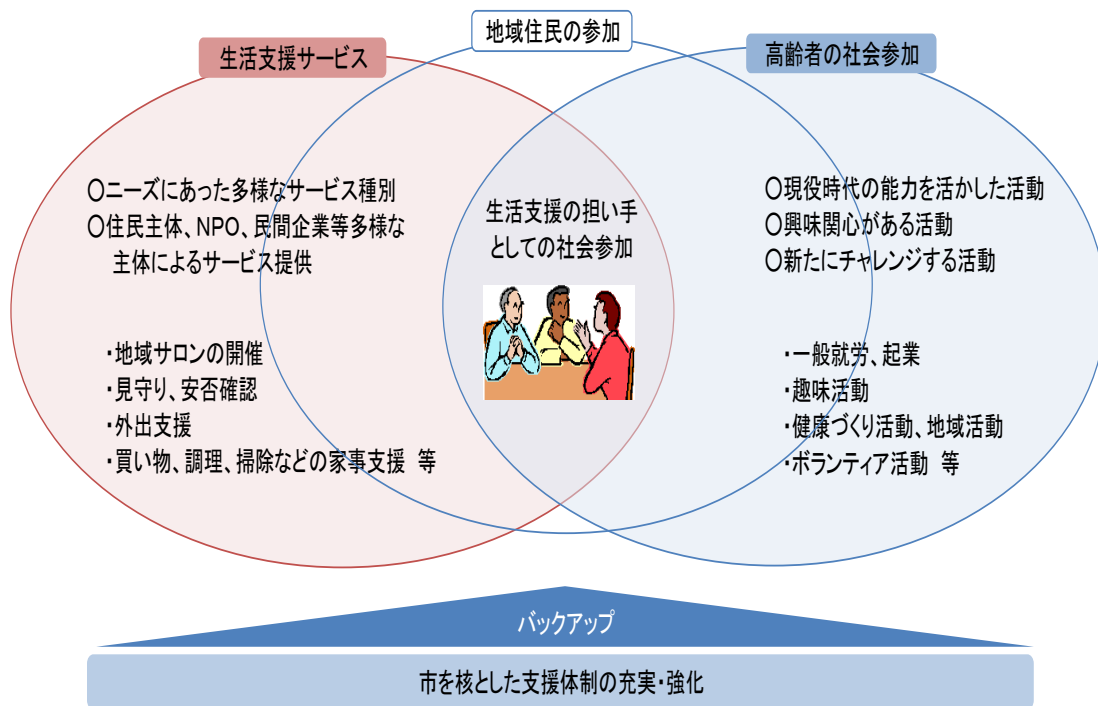 地域住民の参加
生活支援サービス
高齢者の社会参加
〇ニーズにあった多様なサービス種別
〇住民主体、NPO、民間企業等多様な
主体によるサービス提供
・地域サロンの開催
・見守り、安否確認
・外出支援
・買い物、調理、掃除などの家事支援 等
生活支援の担い手
としての社会参加
〇現役時代の能力を活かした活動
〇興味関心がある活動
〇新たにチャレンジする活動
・一般就労、起業
・趣味活動
・健康づくり活動、地域活動
・ボランティア活動 等
バックアップ
市を核とした支援体制の充実・強化